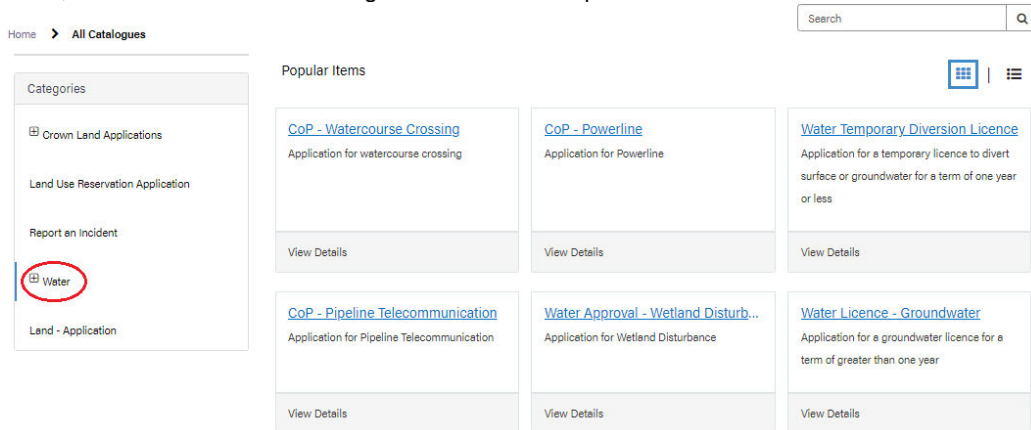 Search
Home > All Catalogues
Categories
Crown Land Applications
Land Use Reservation Application
Report an Incident
Water
Land - Application
Popular Items
CoP - Watercourse Crossing
Application for watercourse crossing
View Details
CoP - Powerline
Application for Powerline
View Details
Water Temporary Diversion Licence
Application for a temporary licence to divert
surface or groundwater for a term of one year
or less
View Details
CoP - Pipeline Telecommunication
Application for Pipeline Telecommunication
View Details
Water Approval - Wetland Disturb...
Application for Wetland Disturbance
View Details
Water Licence - Groundwater
Application for a groundwater licence for a
term of greater than one year
View Details